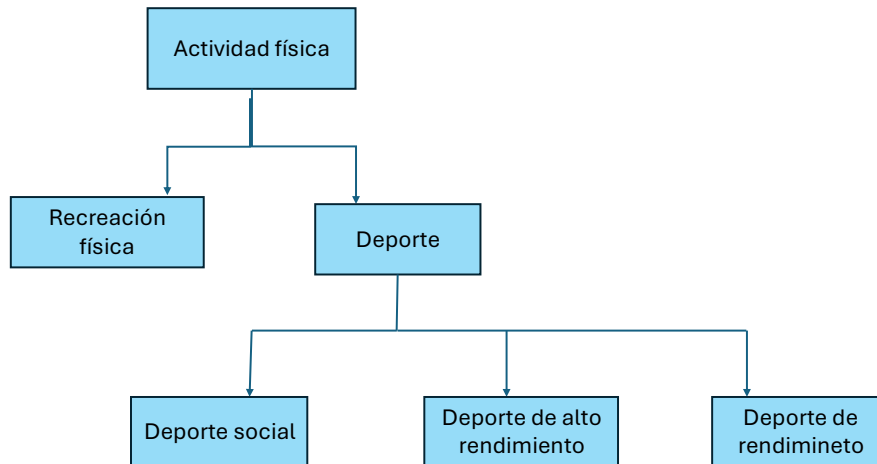 Actividad física
Recreación
física
Deporte
Deporte social
Deporte de alto
rendimiento
Deporte de
rendimineto